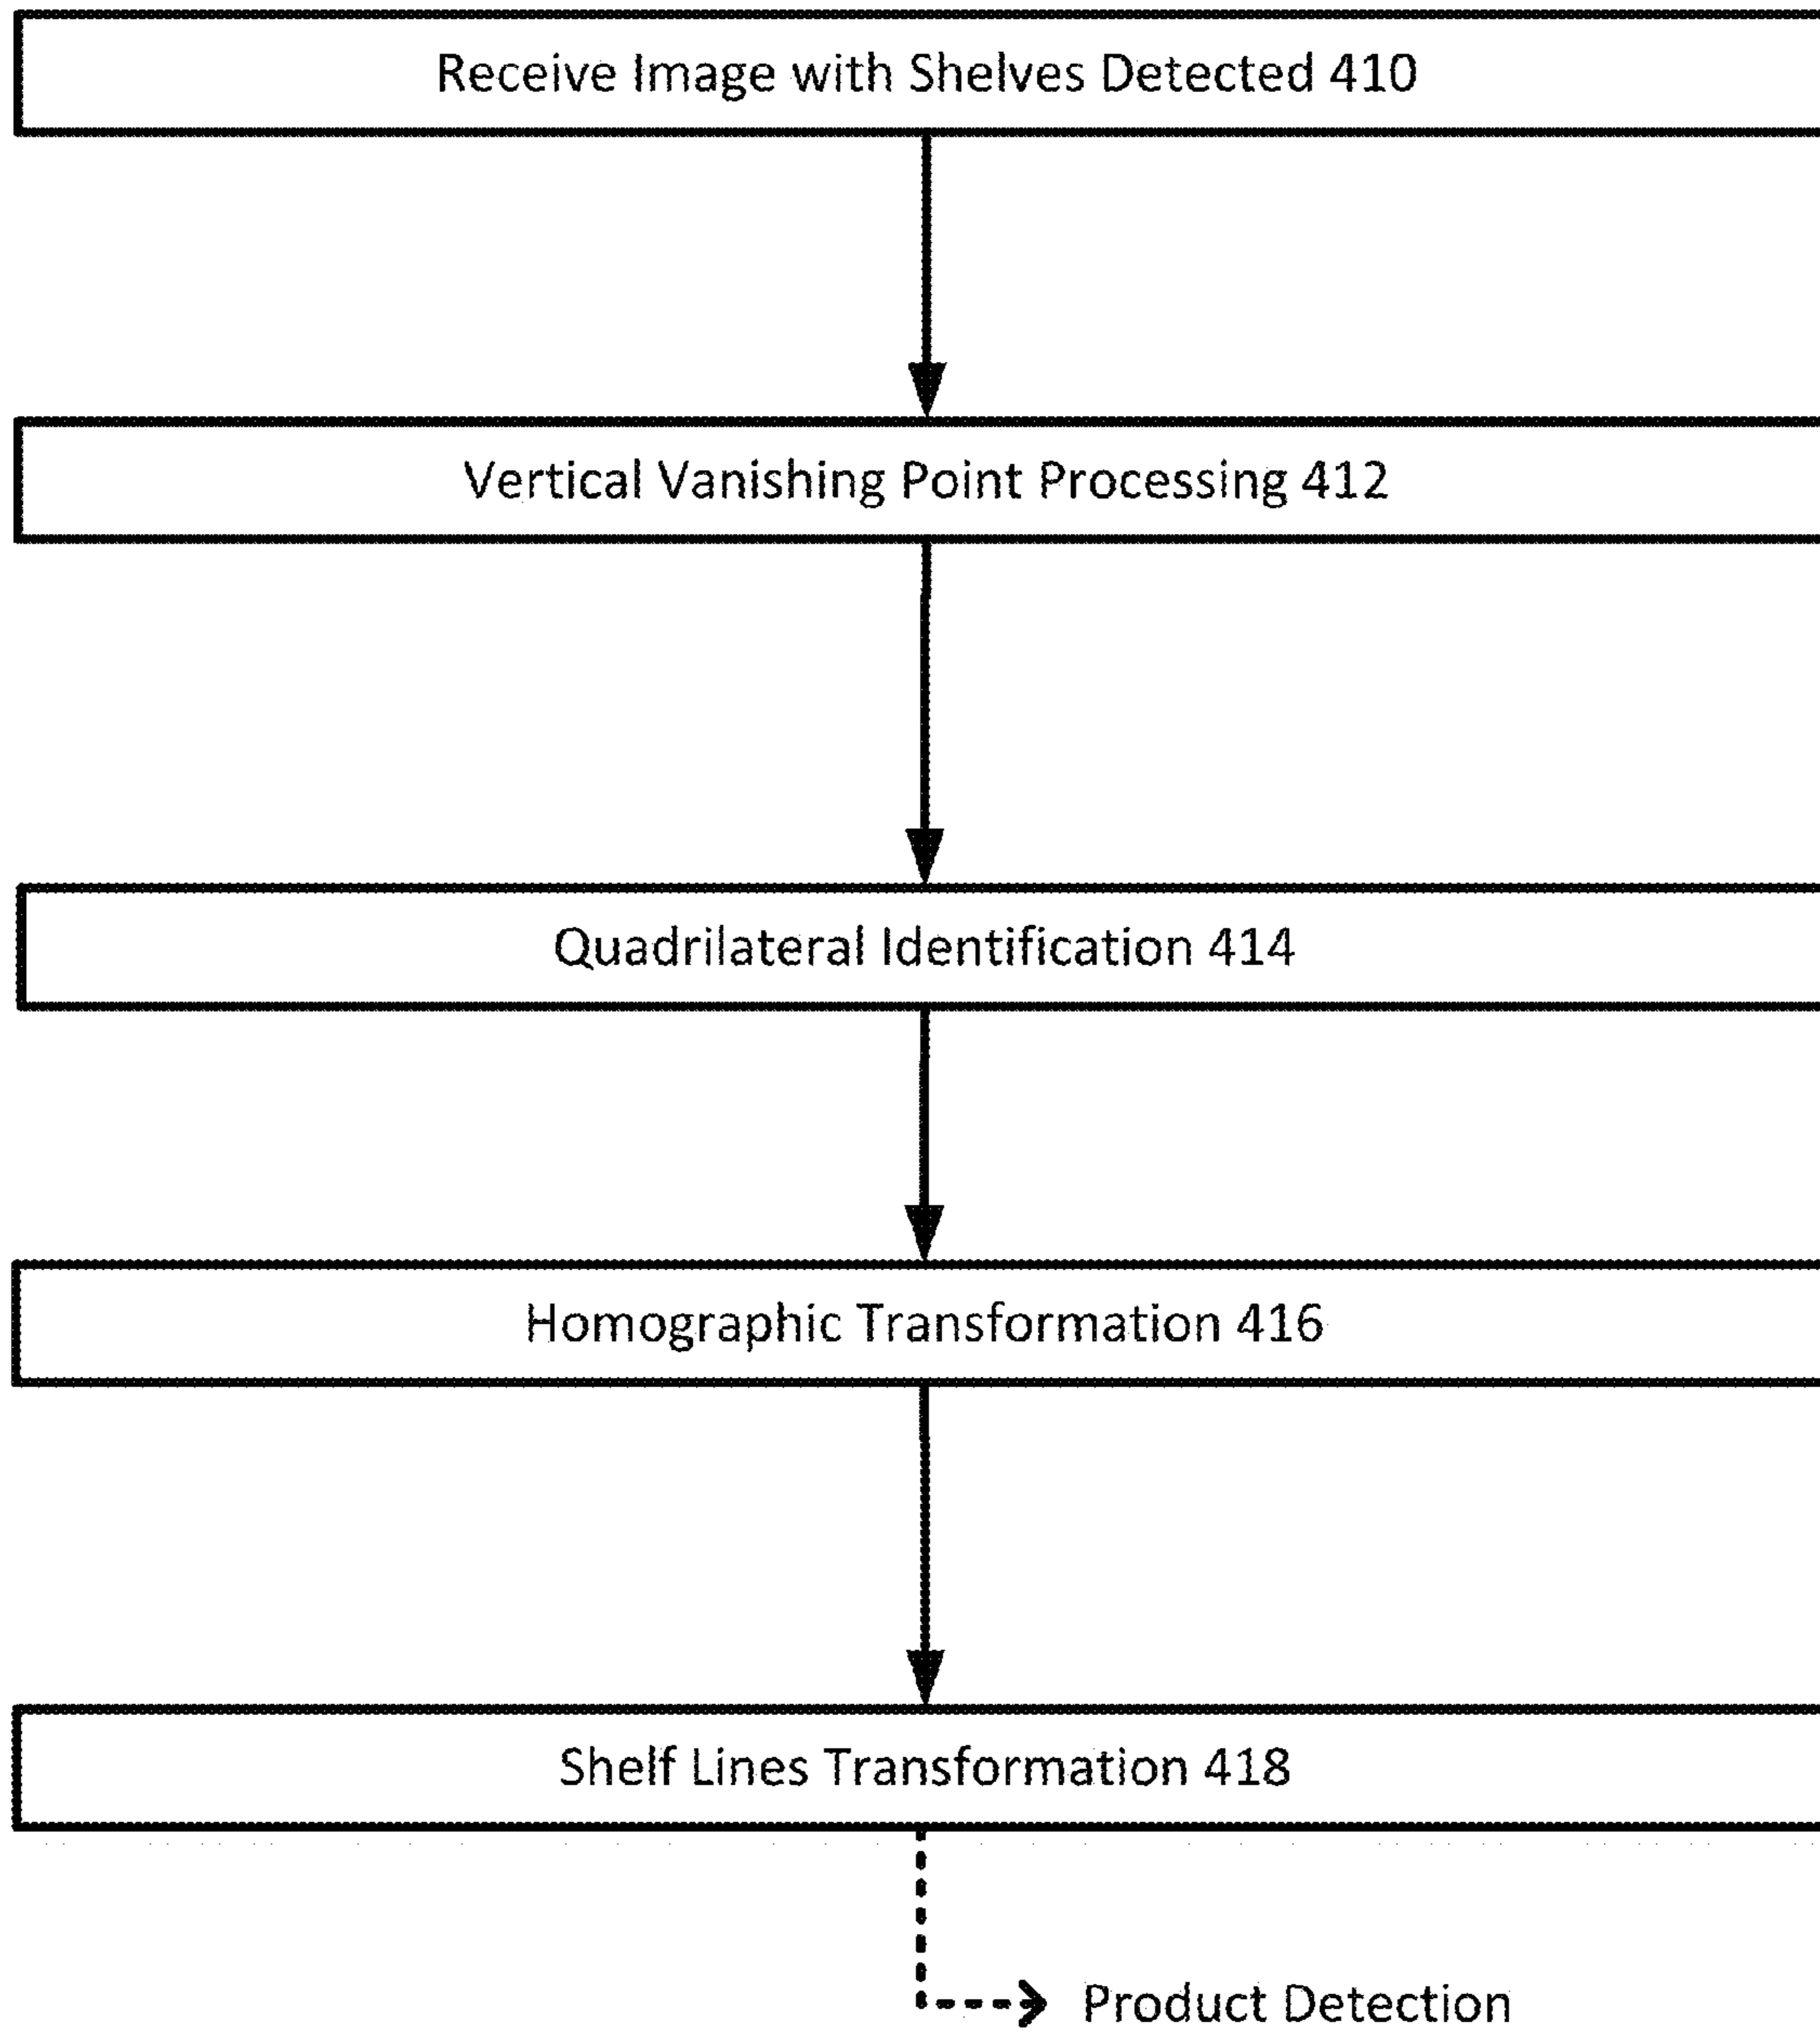 Receive Image with Shelves Detected 410
Vertical Vanishing Point Processing 412
Quadrilateral Identification 414
Homographic Transformation 416
Shelf Lines Transformation 418
Product Detection